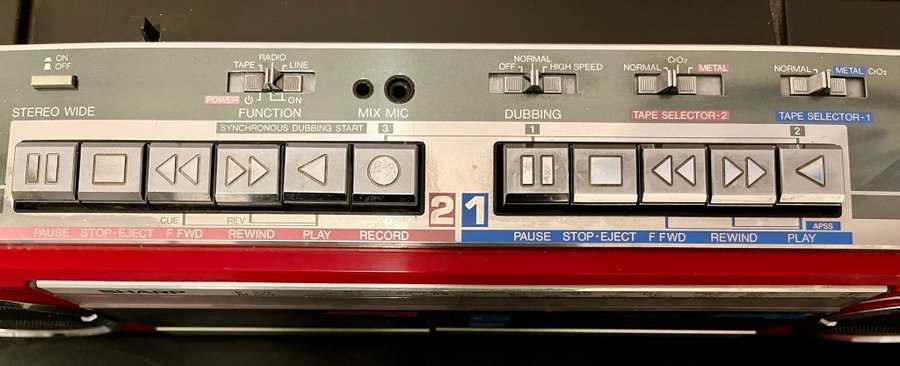 ON
OFF
STEREO WIDE
TAPE RADIO LINE
POWER ON
FUNCTION
MIX MIC
OFF NORMAL HIGH SPEED
DUBBING
NORMAL CrO₂ METAL
TAPE SELECTOR-2
NORMAL METAL CrO₂
TAPE SELECTOR-1
SYNCHRONOUS DUBBING START 3
1
2
2 1
CUE REV
PAUSE STOP·EJECT F FWD REWIND PLAY RECORD
APSS
PAUSE STOP·EJECT F FWD REWIND PLAY
SHARP